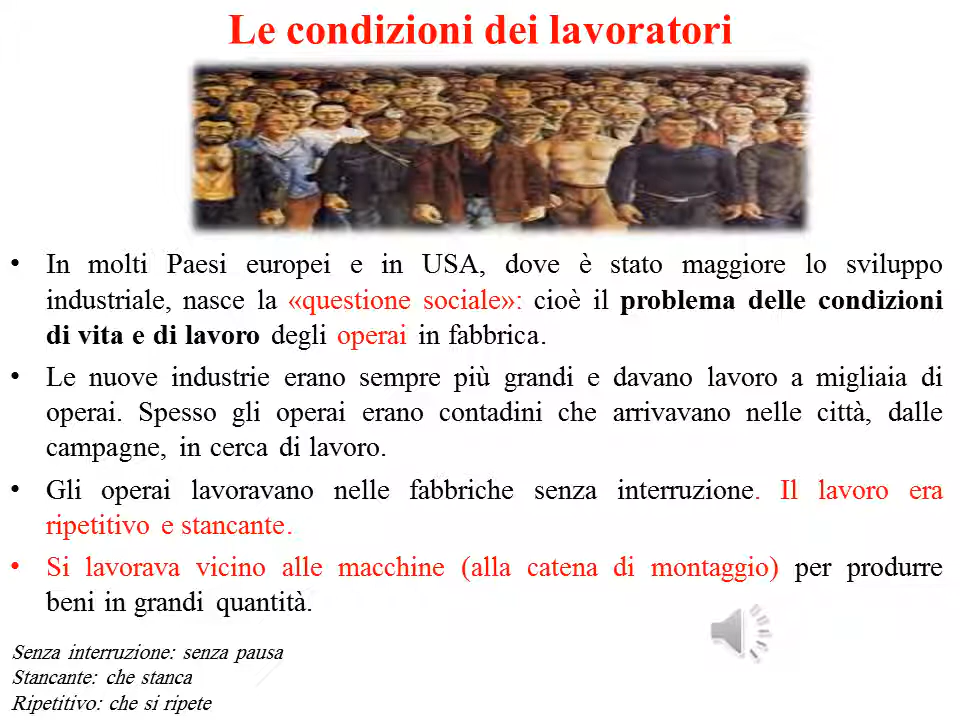 Le condizioni dei lavoratori
• In molti Paesi europei e in USA, dove è stato maggiore lo sviluppo
industriale, nasce la «questione sociale»: cioè il problema delle condizioni
di vita e di lavoro degli operai in fabbrica.
• Le nuove industrie erano sempre più grandi e davano lavoro a migliaia di
operai. Spesso gli operai erano contadini che arrivavano nelle città, dalle
campagne, in cerca di lavoro.
• Gli operai lavoravano nelle fabbriche senza interruzione. Il lavoro era
ripetitivo e stancante.
• Si lavorava vicino alle macchine (alla catena di montaggio) per produrre
beni in grandi quantità.
Senza interruzione: senza pausa
Stancante: che stanca
Ripetitivo: che si ripete